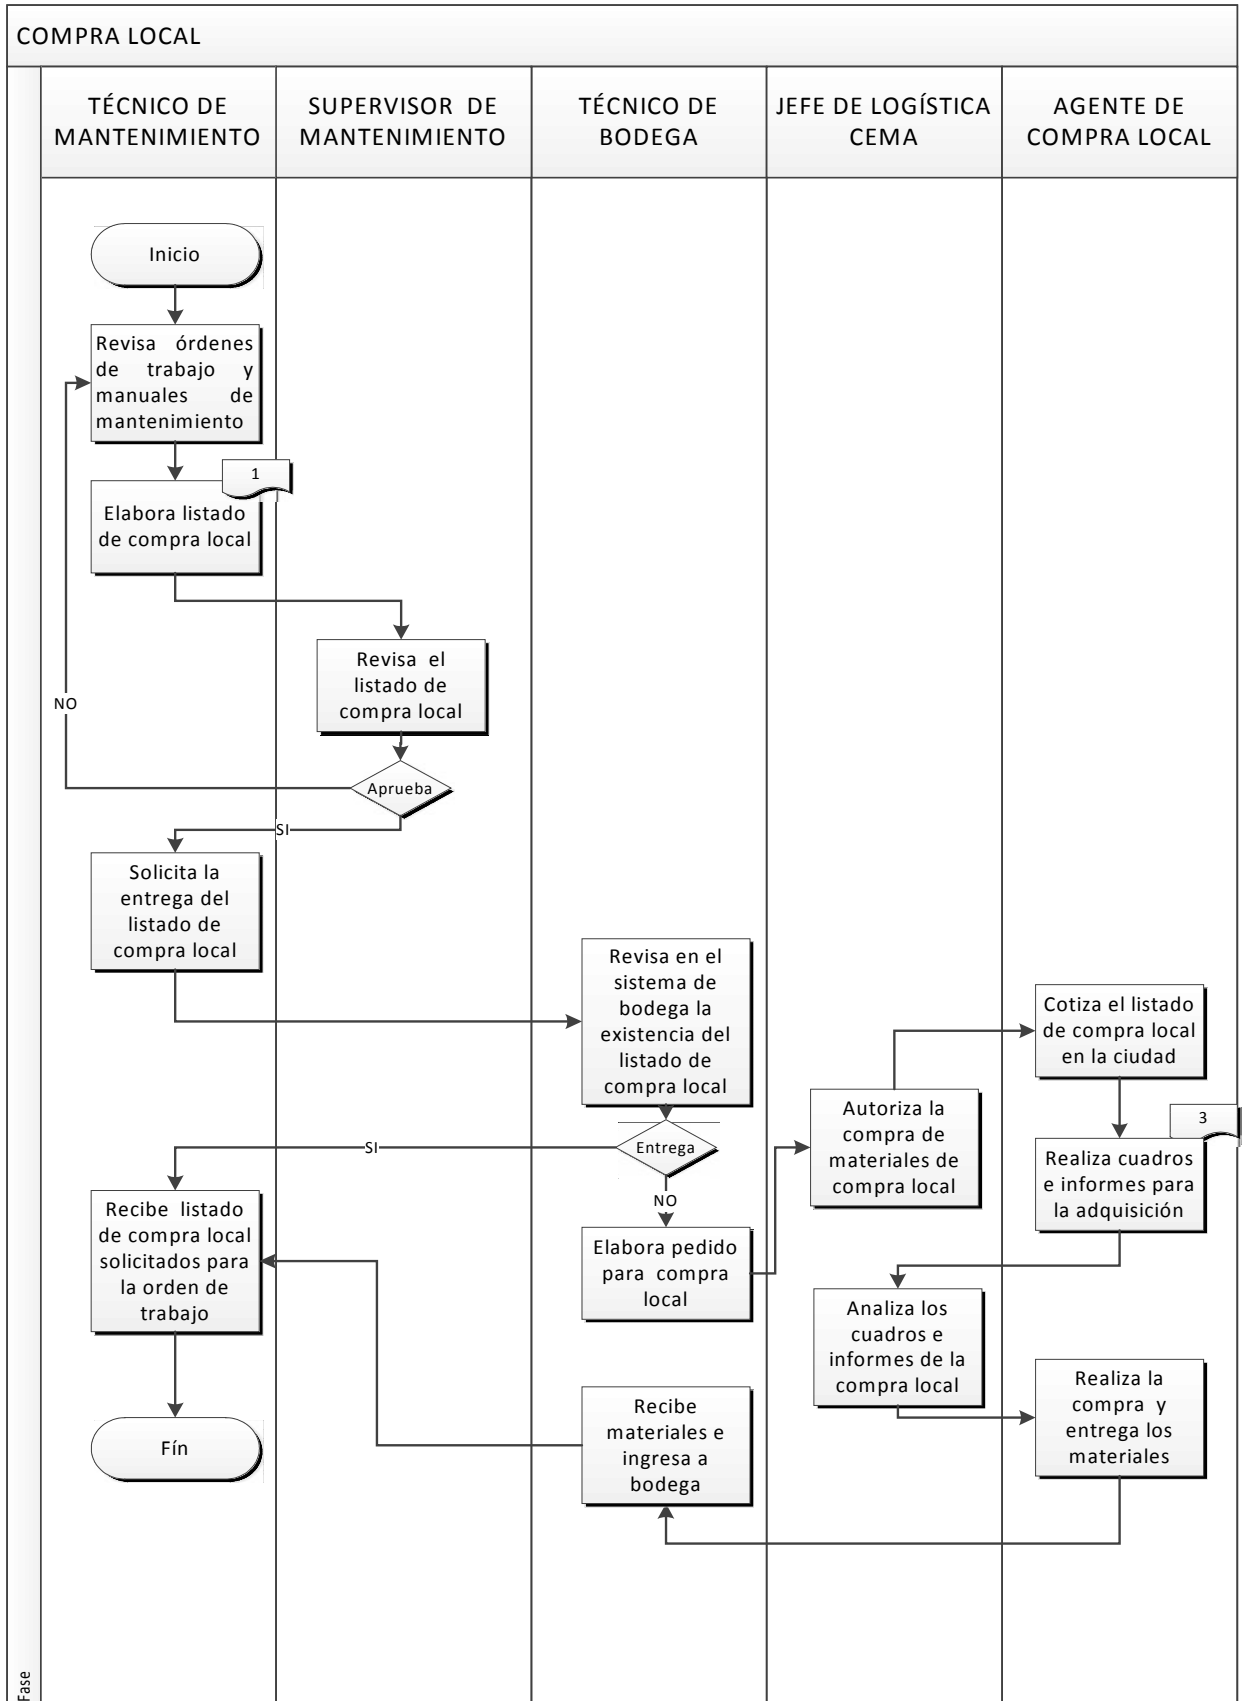 COMPRA LOCAL
TÉCNICO DE
MANTENIMIENTO
SUPERVISOR DE
MANTENIMIENTO
TÉCNICO DE
BODEGA
JEFE DE LOGÍSTICA
CEMA
AGENTE DE
COMPRA LOCAL
Inicio
Revisa órdenes
de trabajo y
manuales de
mantenimiento
1
Elabora listado
de compra local
Revisa el
listado de
compra local
NO
Aprueba
SI
Solicita la
entrega del
listado de
compra local
Revisa en el
sistema de
bodega la
existencia del
listado de
compra local
Cotiza el listado
de compra local
en la ciudad
Autoriza la
compra de
materiales de
compra local
3
Realiza cuadros
e informes para
la adquisición
Entrega
SI
NO
Recibe listado
de compra local
solicitados para
la orden de
trabajo
Elabora pedido
para compra
local
Analiza los
cuadros e
informes de la
compra local
Realiza la
compra y
entrega los
materiales
Recibe
materiales e
ingresa a
bodega
Fín
Fase